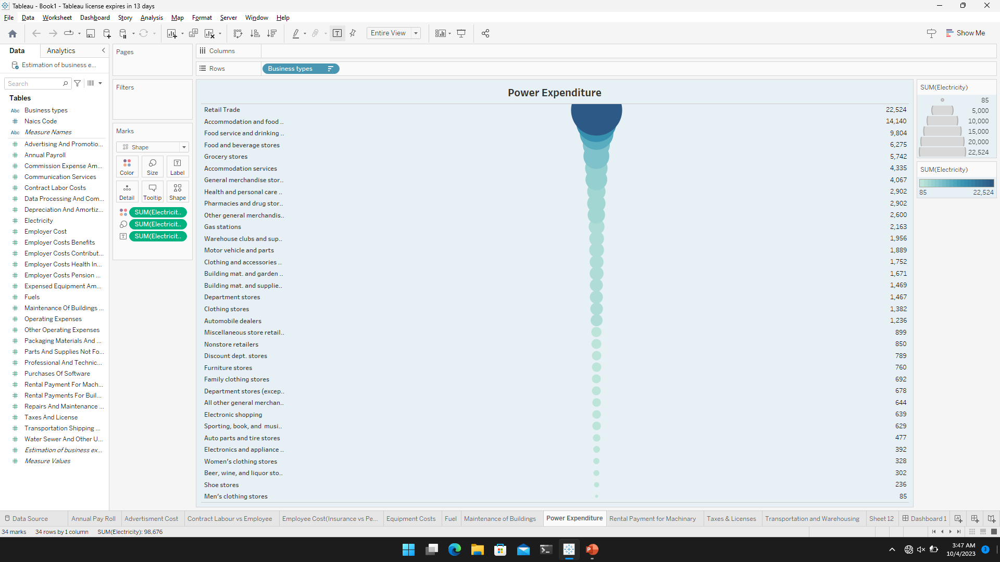 Tableau - Book1 - Tableau license expires in 13 days
File Data Worksheet Dashboard Story Analysis Map Format Server Window Help
Entire View
Show Me
Data Analytics
Estimation of business e...
Search
Tables
Abc Business types
Naics Code
Abc Measure Names
Advertising And Promotio...
Annual Payroll
Commission Expense Am...
Communication Services
Contract Labor Costs
Data Processing And Com...
Depreciation And Amortiz...
Electricity
Employer Cost
Employer Costs Benefits
Employer Costs Contribut...
Employer Costs Health In...
Employer Costs Pension ...
Expensed Equipment Am...
Fuels
Maintenance Of Buildings ...
Operating Expenses
Other Operating Expenses
Packaging Materials And ...
Parts And Supplies Not Fo...
Professional And Technic...
Purchases Of Software
Rental Payment For Mach...
Rental Payments For Buil...
Repairs And Maintenance ...
Taxes And License
Transportation Shipping ...
Water Sewer And Other U...
Estimation of business ex...
Measure Values
Pages
Filters
Marks
Shape
Color Size Label
Detail Tooltip Shape
SUM(Electricit..
SUM(Electricit..
SUM(Electricit..
Columns
Rows Business types
Power Expenditure
Retail Trade 22,524
Accommodation and food .. 14,140
Food service and drinking .. 9,804
Food and beverage stores 6,275
Grocery stores 5,742
Accommodation services 4,335
General merchandise stor.. 4,067
Health and personal care .. 2,902
Pharmacies and drug stor.. 2,902
Other general merchandis.. 2,600
Gas stations 2,163
Warehouse clubs and sup.. 1,956
Motor vehicle and parts 1,889
Clothing and accessories .. 1,752
Building mat. and garden .. 1,671
Building mat. and supplie.. 1,469
Department stores 1,467
Clothing stores 1,382
Automobile dealers 1,236
Miscellaneous store retail.. 899
Nonstore retailers 850
Discount dept. stores 789
Furniture stores 760
Family clothing stores 692
Department stores (excep.. 678
All other general merchan.. 644
Electronic shopping 639
Sporting, book, and musi.. 629
Auto parts and tire stores 477
Electronics and appliance .. 392
Women's clothing stores 328
Beer, wine, and liquor sto.. 302
Shoe stores 236
Men's clothing stores 85
SUM(Electricity)
85
5,000
10,000
15,000
20,000
22,524
SUM(Electricity)
85 22,524
Data Source Annual Pay Roll Advertisment Cost Contract Labour vs Employee Employee Cost(Insurance vs Pe... Equipment Costs Fuel Maintenance of Buildings Power Expenditure Rental Payment for Machinary Taxes & Licenses Transportation and Warehousing Sheet 12 Dashboard 1
34 marks 34 rows by 1 column SUM(Electricity): 98,676
3:47 AM
10/4/2023
3